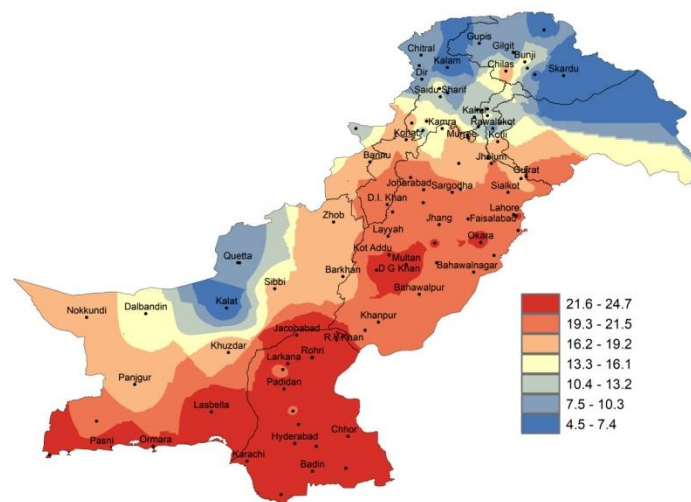 Gupis
Chitral
Gilgit
Bunji
Kalam
Chilas
Skardu
Dir
Saidu Sharif
Kakul
Kamra
Rawalakot
Murree
Kotli
Kohat
Bannu
Jhelum
Gujrat
Joharabad
Sargodha
Sialkot
D.I. Khan
Zhob
Lahore
Faisalabad
Jhang
Layyah
Okara
Kot Addu
Quetta
Multan
D G Khan
Bahawalnagar
Barkhan
Sibbi
Bahawalpur
Kalat
Dalbandin
Nokkundi
Khanpur
Jacobabad
R.Y Khan
Khuzdar
Rohri
Larkana
Panjgur
Padidan
Lasbella
Chhor
Pasni
Ormara
Hyderabad
Karachi
Badin
21.6 - 24.7
19.3 - 21.5
16.2 - 19.2
13.3 - 16.1
10.4 - 13.2
7.5 - 10.3
4.5 - 7.4